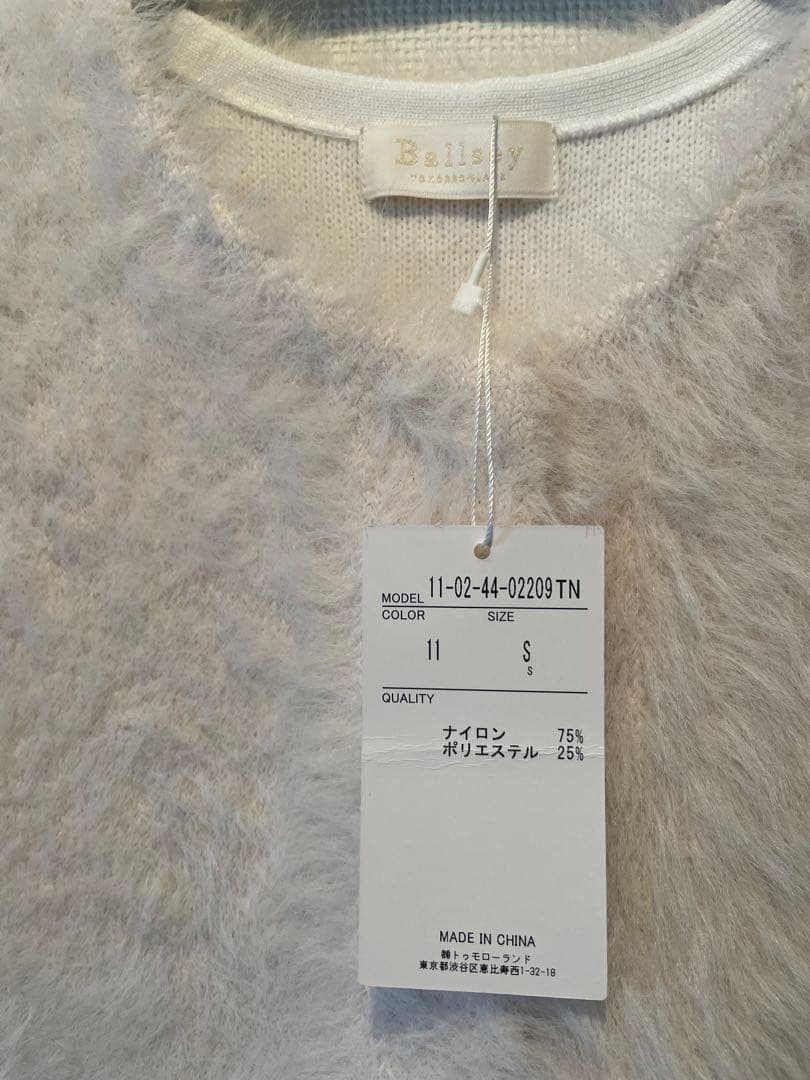 Ballsey
MODEL 11-02-44-02209TN
COLOR SIZE
11 S
S
QUALITY
ナイロン 75%
ポリエステル 25%
MADE IN CHINA
㈱トゥモローランド
東京都渋谷区恵比寿西1-32-18